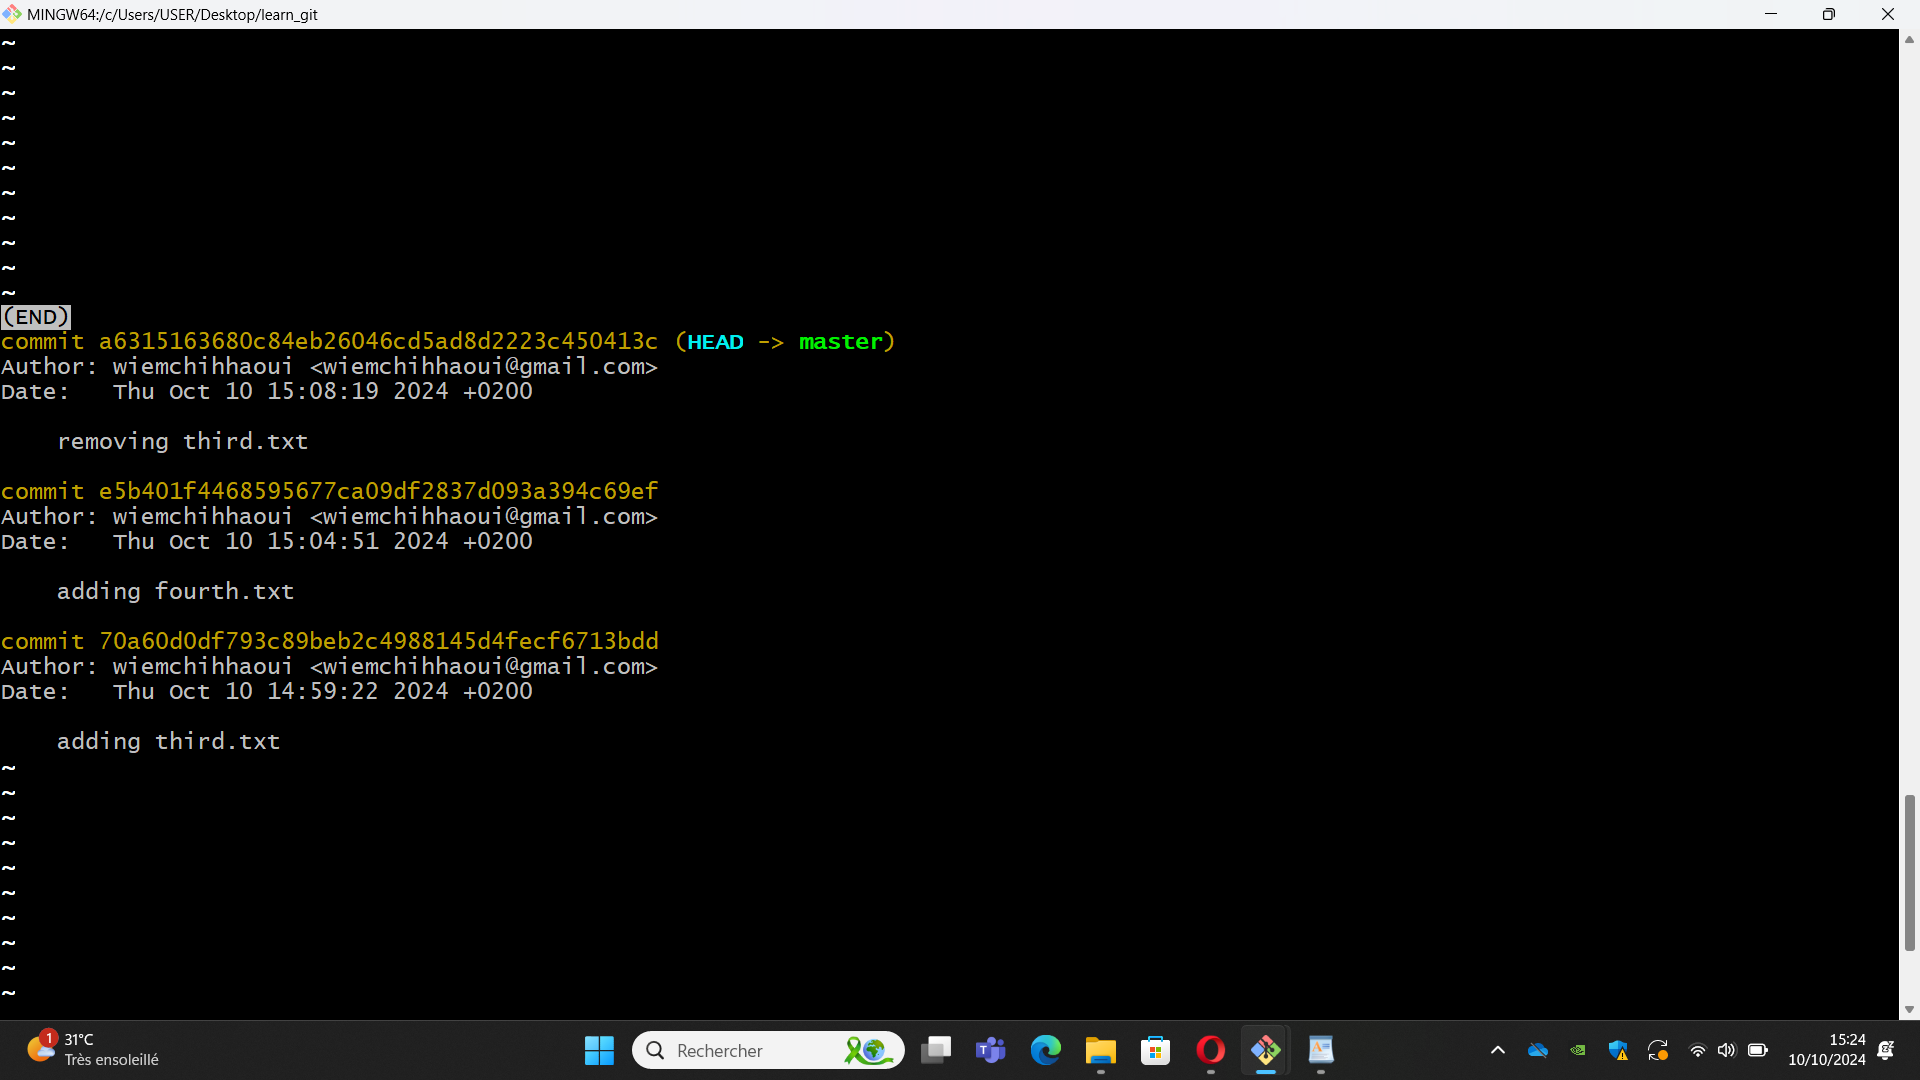 MINGW64:/c/Users/USER/Desktop/learn_git
~
~
~
~
~
~
~
~
~
~
~
(END)
commit a6315163680c84eb26046cd5ad8d2223c450413c (HEAD -> master)
Author: wiemchihhaoui <wiemchihhaoui@gmail.com>
Date:   Thu Oct 10 15:08:19 2024 +0200
    removing third.txt
commit e5b401f4468595677ca09df2837d093a394c69ef
Author: wiemchihhaoui <wiemchihhaoui@gmail.com>
Date:   Thu Oct 10 15:04:51 2024 +0200
    adding fourth.txt
commit 70a60d0df793c89beb2c4988145d4fecf6713bdd
Author: wiemchihhaoui <wiemchihhaoui@gmail.com>
Date:   Thu Oct 10 14:59:22 2024 +0200
    adding third.txt
~
~
~
~
~
~
~
~
~
~
1
31°C
Très ensoleillé
Rechercher
15:24
10/10/2024